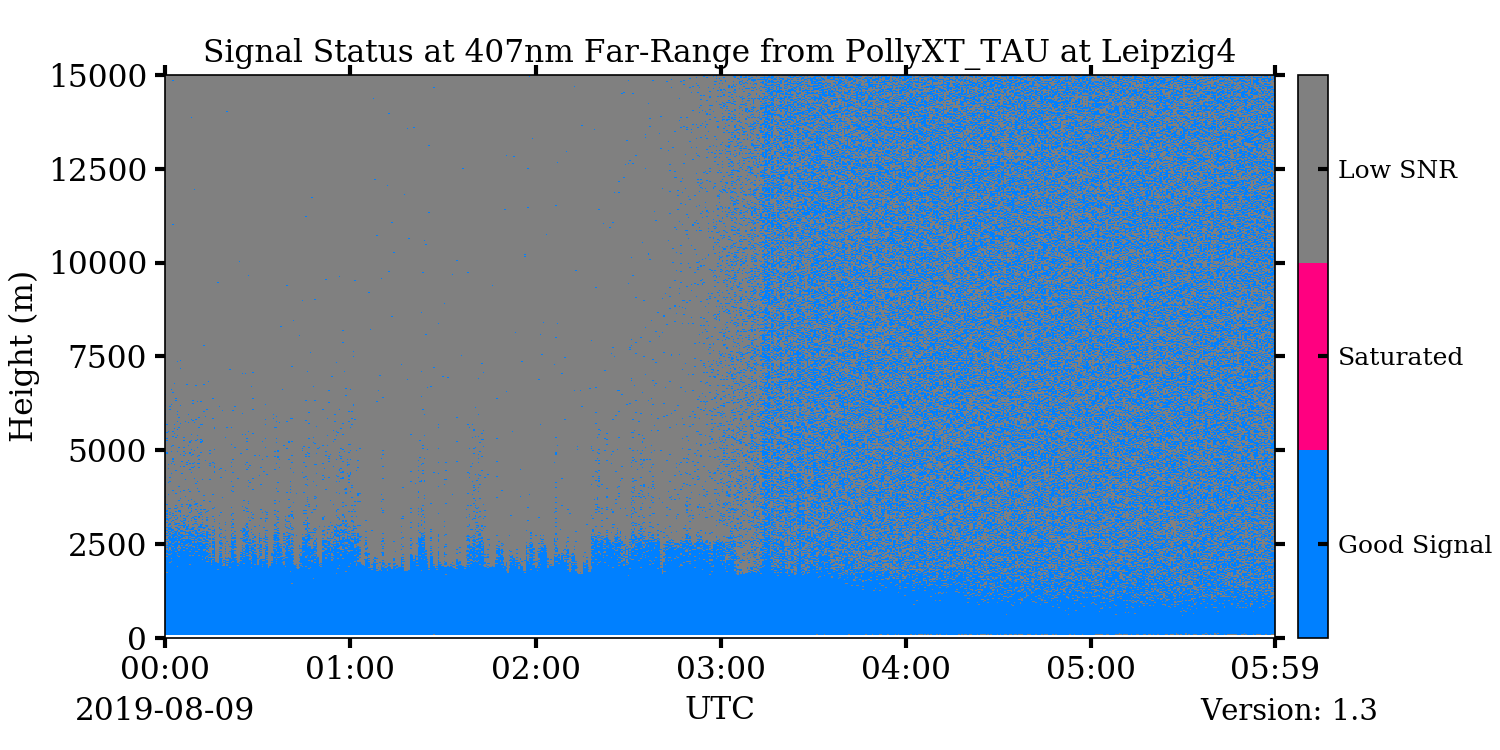 Signal Status at 407nm Far-Range from PollyXT_TAU at Leipzig4
15000
12500
10000
7500
5000
2500
0
Height (m)
00:00
01:00
02:00
03:00
04:00
05:00
05:59
2019-08-09
UTC
Version: 1.3
Low SNR
Saturated
Good Signal